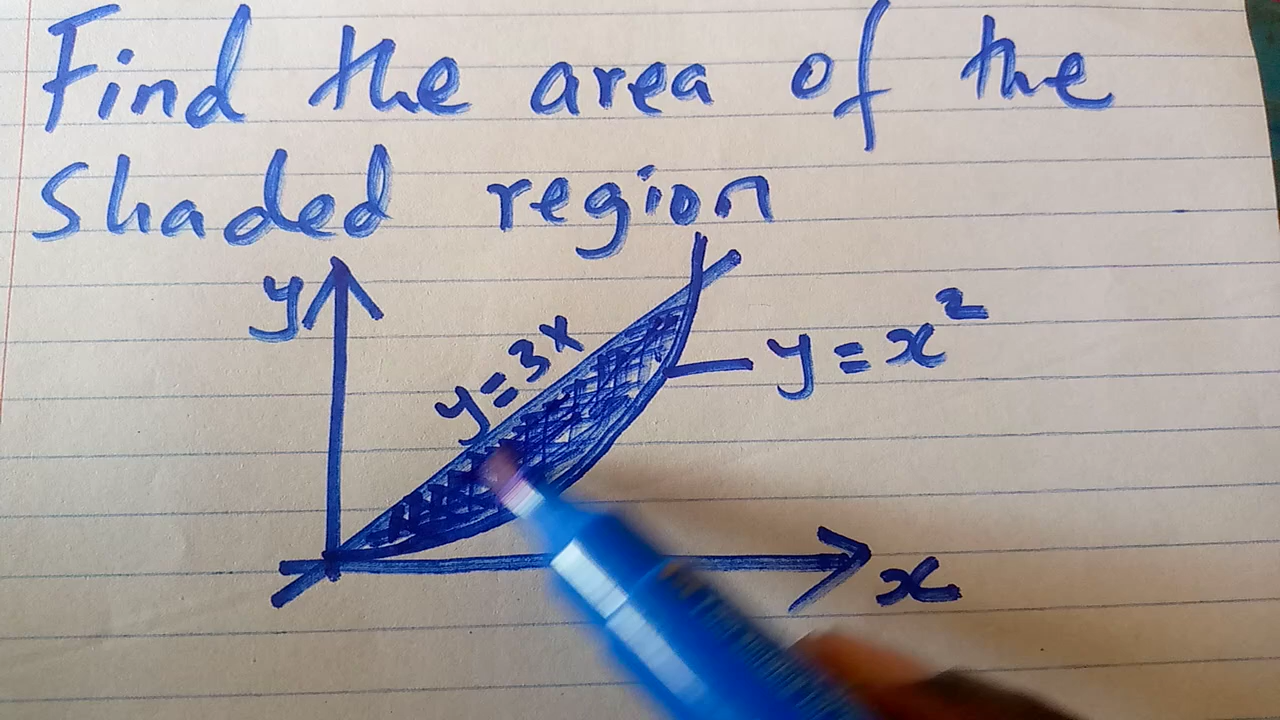 Find the area of the
shaded region
y
y=3x
y=x²
x